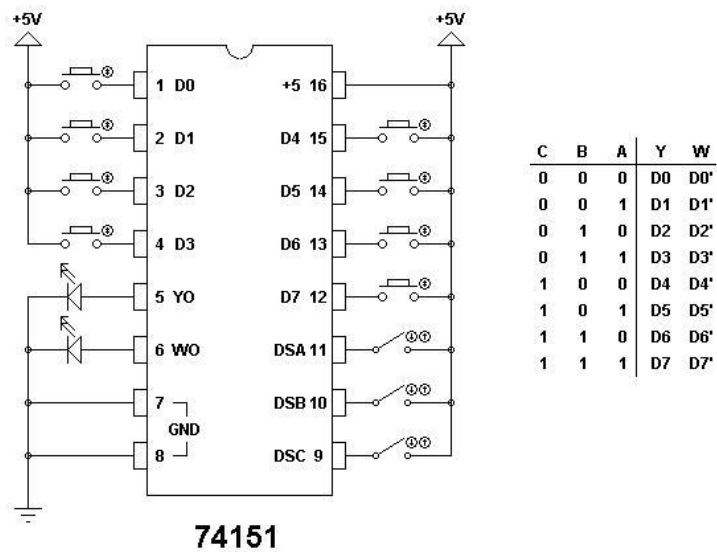 +5V
+5V
1 D0
+5 16
2 D1
D4 15
3 D2
D5 14
4 D3
D6 13
5 YO
D7 12
6 WO
DSA 11
7
DSB 10
GND
8
DSC 9
74151
C B A Y W
0 0 0 D0 D0'
0 0 1 D1 D1'
0 1 0 D2 D2'
0 1 1 D3 D3'
1 0 0 D4 D4'
1 0 1 D5 D5'
1 1 0 D6 D6'
1 1 1 D7 D7'